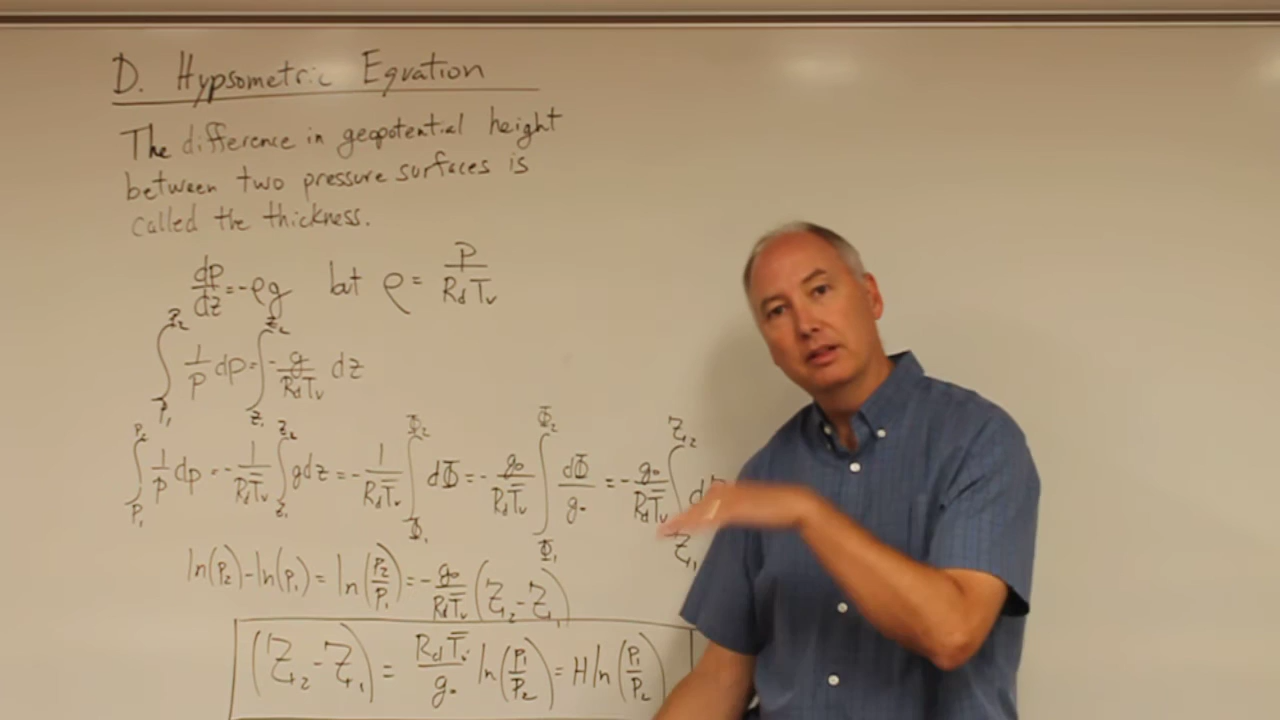 D. Hypsometric Equation
The difference in geopotential height
between two pressure surfaces is
called the thickness.
dp/dz = -ρg but ρ = P/(R_d T_v)
∫_{P₁}^{P₂} 1/P dp = ∫_{z₁}^{z₂} -g/(R_d T_v) dz
∫_{P₁}^{P₂} 1/P dp = -1/(R_d T̄_v) ∫_{z₁}^{z₂} g dz = -1/(R_d T̄_v) ∫_{Φ₁}^{Φ₂} dΦ = -g₀/(R_d T̄_v) ∫_{Φ₁}^{Φ₂} dΦ/g₀ = -g₀/(R_d T̄_v) ∫_{Z₁}^{Z₂} d
ln(P₂) - ln(P₁) = ln(P₂/P₁) = -g₀/(R_d T̄_v) (Z₂ - Z₁)
(Z₂ - Z₁) = R_d T̄_v/g₀ ln(P₁/P₂) = H ln(P₁/P₂)